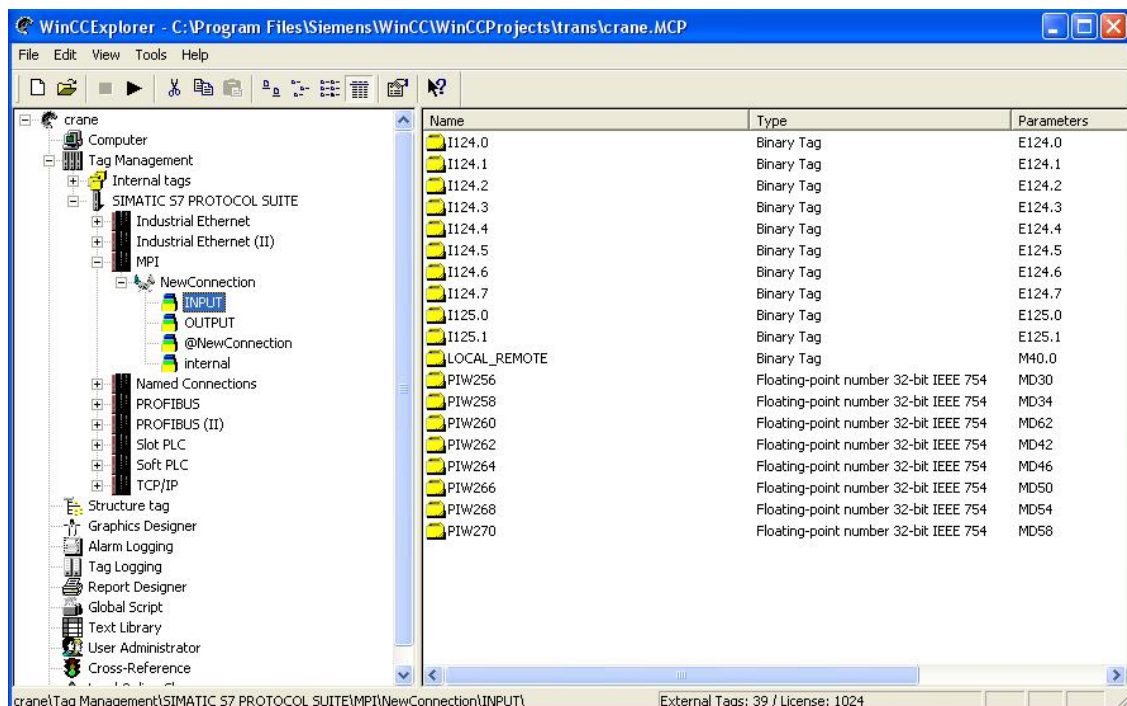 WinCCExplorer - C:\Program Files\Siemens\WinCC\WinCCProjects\trans\crane.MCP
File Edit View Tools Help
crane
Computer
Tag Management
Internal tags
SIMATIC S7 PROTOCOL SUITE
Industrial Ethernet
Industrial Ethernet (II)
MPI
NewConnection
INPUT
OUTPUT
@NewConnection
internal
Named Connections
PROFIBUS
PROFIBUS (II)
Slot PLC
Soft PLC
TCP/IP
Structure tag
Graphics Designer
Alarm Logging
Tag Logging
Report Designer
Global Script
Text Library
User Administrator
Cross-Reference
Name Type Parameters
I124.0 Binary Tag E124.0
I124.1 Binary Tag E124.1
I124.2 Binary Tag E124.2
I124.3 Binary Tag E124.3
I124.4 Binary Tag E124.4
I124.5 Binary Tag E124.5
I124.6 Binary Tag E124.6
I124.7 Binary Tag E124.7
I125.0 Binary Tag E125.0
I125.1 Binary Tag E125.1
LOCAL_REMOTE Binary Tag M40.0
PIW256 Floating-point number 32-bit IEEE 754 MD30
PIW258 Floating-point number 32-bit IEEE 754 MD34
PIW260 Floating-point number 32-bit IEEE 754 MD62
PIW262 Floating-point number 32-bit IEEE 754 MD42
PIW264 Floating-point number 32-bit IEEE 754 MD46
PIW266 Floating-point number 32-bit IEEE 754 MD50
PIW268 Floating-point number 32-bit IEEE 754 MD54
PIW270 Floating-point number 32-bit IEEE 754 MD58
crane\Tag Management\SIMATIC S7 PROTOCOL SUITE\MPI\NewConnection\INPUT\ External Tags: 39 / License: 1024